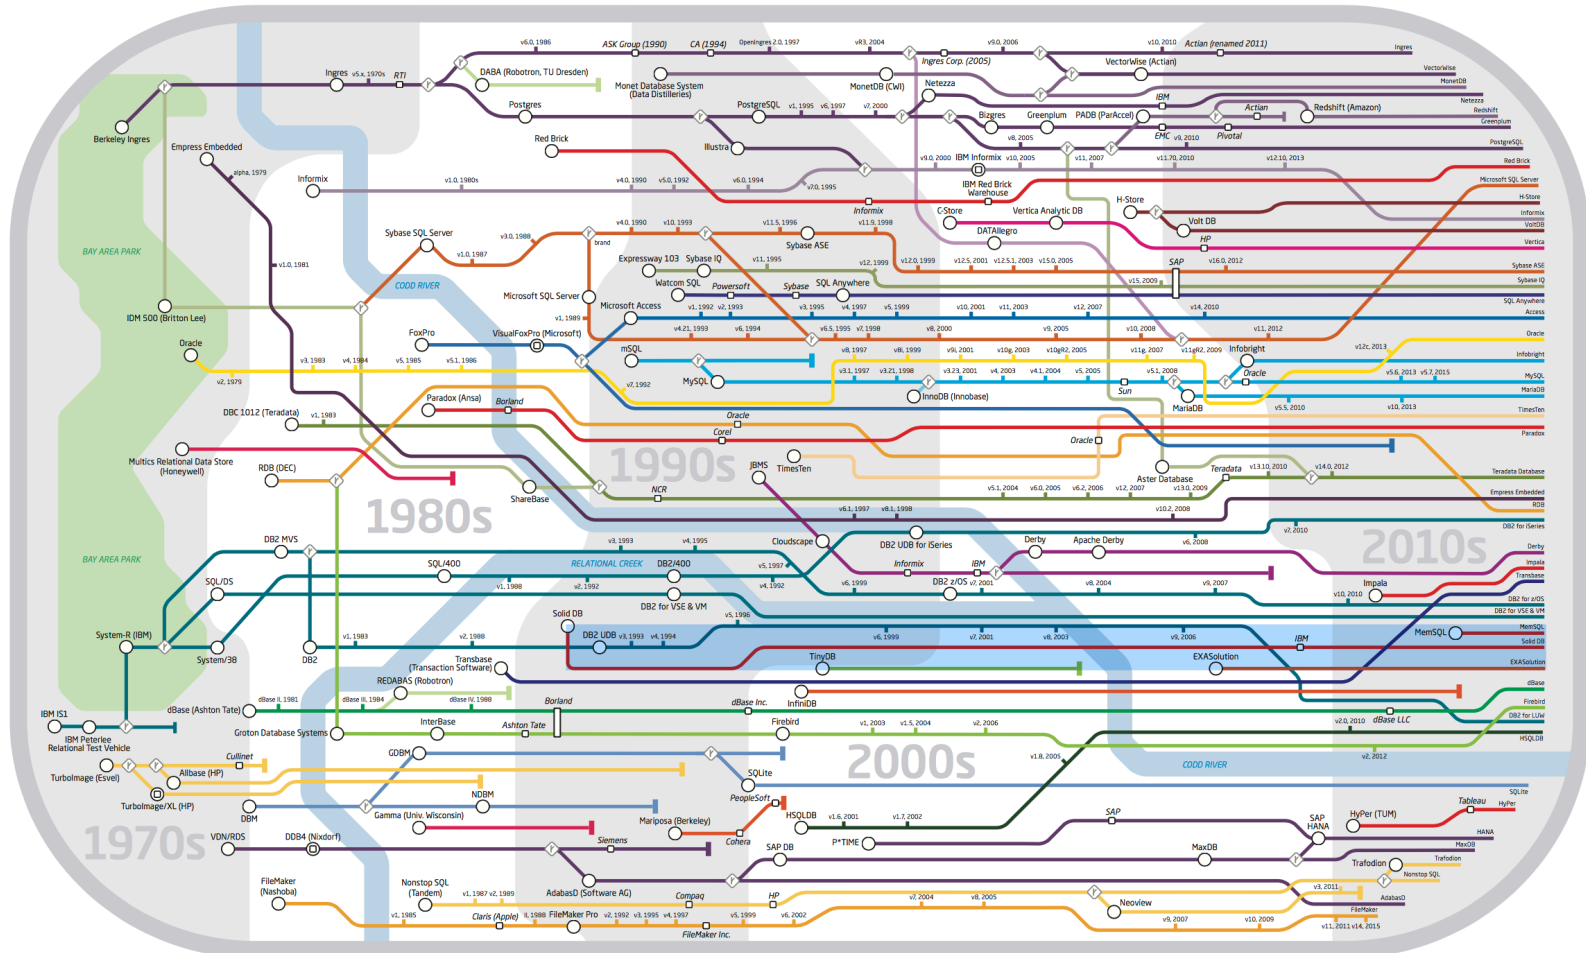 v6.0, 1986
ASK Group (1990)
CA (1994)
OpenIngres 2.0, 1997
vR3, 2004
v9.0, 2006
v10, 2010
Actian (renamed 2011)
Ingres
Ingres Corp. (2005)
VectorWise (Actian)
VectorWise
Ingres
v5.x, 1970s
RTI
DABA (Robotron, TU Dresden)
Monet Database System
(Data Distilleries)
MonetDB (CWI)
MonetDB
Netezza
IBM
Netezza
Berkeley Ingres
Postgres
PostgreSQL
v1, 1995
v6, 1997
v7, 2000
Bizgres
Greenplum
PADB (ParAccel)
Actian
Redshift (Amazon)
Redshift
Greenplum
EMC
Pivotal
Empress Embedded
Red Brick
Illustra
v8, 2005
v9, 2010
PostgreSQL
alpha, 1979
v9.0, 2000
IBM Informix
v10, 2005
v11, 2007
v11.70, 2010
v12.10, 2013
Red Brick
Informix
v1.0, 1980s
v4.0, 1990
v5.0, 1992
v6.0, 1994
v7.0, 1995
IBM Red Brick
Warehouse
Microsoft SQL Server
Informix
C-Store
Vertica Analytic DB
H-Store
Volt DB
H-Store
Informix
VoltDB
DATAllegro
HP
Vertica
BAY AREA PARK
Sybase SQL Server
v1.0, 1987
v3.0, 1988
brand
v4.0, 1990
v10, 1993
v11.5, 1996
Sybase ASE
v11.9, 1998
v1.0, 1981
Expressway 103
Sybase IQ
v11, 1995
v12, 1999
v12.0, 1999
v12.5, 2001
v12.5.1, 2003
v15.0, 2005
SAP
v16.0, 2012
Sybase ASE
CODD RIVER
Watcom SQL
Powersoft
Sybase
SQL Anywhere
v15, 2009
Sybase IQ
Microsoft SQL Server
Microsoft Access
SQL Anywhere
IDM 500 (Britton Lee)
v1, 1989
v1, 1992
v2, 1993
v3, 1995
v4, 1997
v5, 1999
v10, 2001
v11, 2003
v12, 2007
v14, 2010
Access
FoxPro
VisualFoxPro (Microsoft)
v4.21, 1993
v6, 1994
v6.5, 1995
v7, 1998
v8, 2000
v9, 2005
v10, 2008
v11, 2012
Oracle
Oracle
mSQL
v8, 1997
v8i, 1999
v9i, 2001
v10g, 2003
v10gR2, 2005
v11g, 2007
v11gR2, 2009
Infobright
v12c, 2013
Infobright
v2, 1979
v3, 1983
v4, 1984
v5, 1985
v5.1, 1986
v7, 1992
MySQL
v3.1, 1997
v3.21, 1998
v3.23, 2001
v4, 2003
v4.1, 2004
v5, 2005
v5.1, 2008
Oracle
v5.6, 2013
v5.7, 2015
MySQL
InnoDB (Innobase)
Sun
MariaDB
v5.5, 2010
v10, 2013
MariaDB
Paradox (Ansa)
Borland
DBC 1012 (Teradata)
v1, 1983
Oracle
TimesTen
Corel
Oracle
Paradox
Multics Relational Data Store
(Honeywell)
RDB (DEC)
1990s
TimesTen
JBMS
Aster Database
Teradata
v13.10, 2010
v14.0, 2012
Teradata Database
ShareBase
NCR
v5.1, 2004
v6.0, 2005
v6.2, 2006
v12, 2007
v13.0, 2009
Empress Embedded
1980s
v6.1, 1997
v8.1, 1998
v10.2, 2008
RDB
DB2 MVS
v3, 1993
v4, 1995
Cloudscape
DB2 UDB for iSeries
v6, 2008
v7, 2010
DB2 for iSeries
BAY AREA PARK
RELATIONAL CREEK
Derby
Apache Derby
2010s
Derby
SQL/400
DB2/400
v5, 1997
Informix
IBM
Impala
SQL/DS
v1, 1988
v2, 1992
v4, 1992
v6, 1999
DB2 z/OS
v7, 2001
v8, 2004
v9, 2007
Impala
v10, 2010
Transbase
DB2 for z/OS
DB2 for VSE & VM
DB2 for VSE & VM
Solid DB
v5, 1996
System-R (IBM)
System/38
DB2
v1, 1983
v2, 1988
DB2 UDB
v3, 1993
v4, 1994
v6, 1999
v7, 2001
v8, 2003
v9, 2006
IBM
MemSQL
MemSQL
Solid DB
Transbase
(Transaction Software)
TinyDB
EXASolution
EXASolution
REDABAS (Robotron)
dBase (Ashton Tate)
dBase II, 1981
dBase III, 1984
dBase IV, 1988
Borland
InfiniDB
dBase Inc.
dBase LLC
dBase
IBM IS1
IBM Peterlee
Relational Test Vehicle
Groton Database Systems
InterBase
Ashton Tate
Firebird
v1, 2003
v1.5, 2004
v2, 2006
v2.0, 2010
Firebird
DB2 for LUW
v2, 2012
HSQLDB
TurboImage (Esvel)
Allbase (HP)
Cullinet
GDBM
2000s
v1.8, 2005
CODD RIVER
TurboImage/XL (HP)
DBM
NDBM
SQLite
SQLite
PeopleSoft
Gamma (Univ. Wisconsin)
Mariposa (Berkeley)
Cohera
HSQLDB
v1.6, 2001
v1.7, 2002
SAP
HyPer (TUM)
Tableau
HyPer
1970s
VDN/RDS
DDB4 (Nixdorf)
Siemens
P*TIME
SAP
HANA
HANA
SAP DB
MaxDB
MaxDB
Trafodion
Trafodion
FileMaker
(Nashoba)
Nonstop SQL
(Tandem)
v1, 1987
v2, 1989
AdabasD (Software AG)
Compaq
HP
Neoview
v3, 2011
Nonstop SQL
AdabasD
v1, 1985
Claris (Apple)
II, 1988
FileMaker Pro
v2, 1992
v3, 1995
v4, 1997
FileMaker Inc.
v5, 1999
v6, 2002
v7, 2004
v8, 2005
v9, 2007
v10, 2009
v11, 2011
v14, 2015
FileMaker